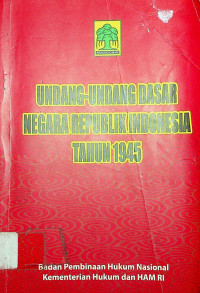 UNDANG-UNDANG DASAR
NEGARA REPUBLIK INDONESIA
TAHUN 1945
Badan Pembinaan Hukum Nasional
Kementerian Hukum dan HAM RI